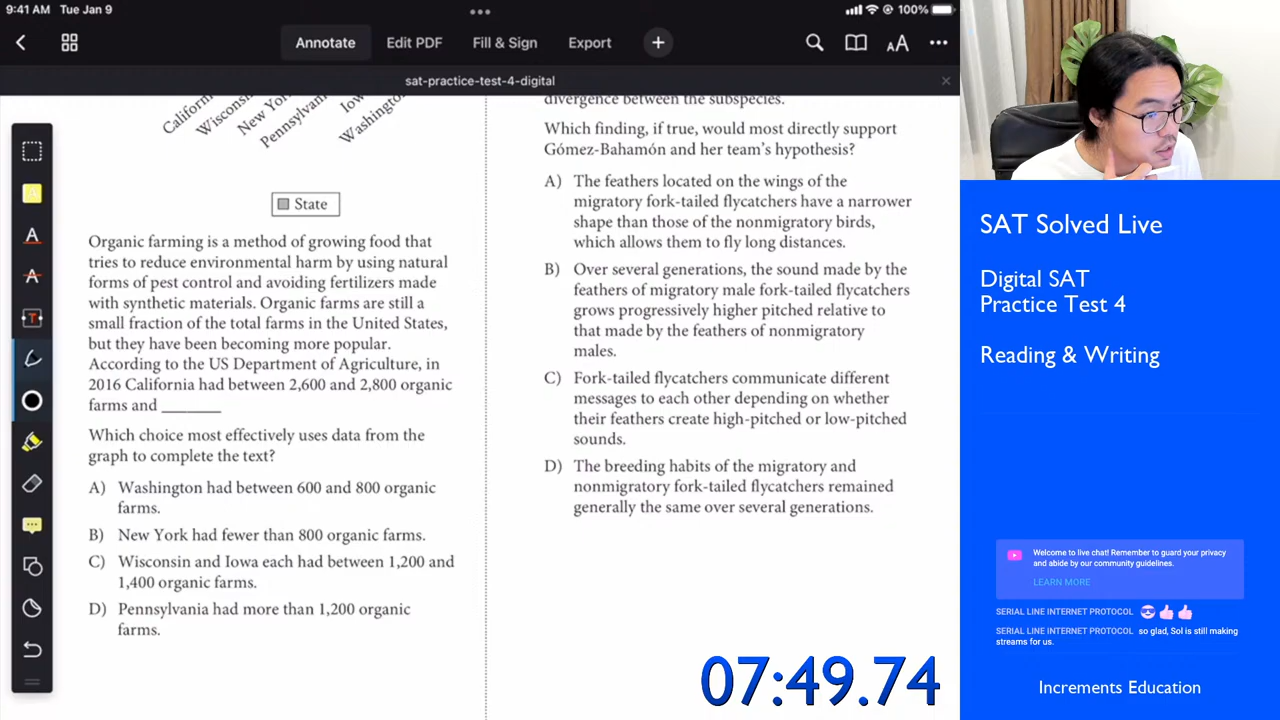 9:41 AM Tue Jan 9
100%
Annotate
Edit PDF
Fill & Sign
Export
AA
sat-practice-test-4-digital
California
Wisconsin
New York
Pennsylvania
Iowa
Washington
State
Organic farming is a method of growing food that
tries to reduce environmental harm by using natural
forms of pest control and avoiding fertilizers made
with synthetic materials. Organic farms are still a
small fraction of the total farms in the United States,
but they have been becoming more popular.
According to the US Department of Agriculture, in
2016 California had between 2,600 and 2,800 organic
farms and ________
Which choice most effectively uses data from the
graph to complete the text?
A) Washington had between 600 and 800 organic
farms.
B) New York had fewer than 800 organic farms.
C) Wisconsin and Iowa each had between 1,200 and
1,400 organic farms.
D) Pennsylvania had more than 1,200 organic
farms.
divergence between the subspecies.
Which finding, if true, would most directly support
Gómez-Bahamón and her team's hypothesis?
A) The feathers located on the wings of the
migratory fork-tailed flycatchers have a narrower
shape than those of the nonmigratory birds,
which allows them to fly long distances.
B) Over several generations, the sound made by the
feathers of migratory male fork-tailed flycatchers
grows progressively higher pitched relative to
that made by the feathers of nonmigratory
males.
C) Fork-tailed flycatchers communicate different
messages to each other depending on whether
their feathers create high-pitched or low-pitched
sounds.
D) The breeding habits of the migratory and
nonmigratory fork-tailed flycatchers remained
generally the same over several generations.
07:49.74
SAT Solved Live
Digital SAT
Practice Test 4
Reading & Writing
Welcome to live chat! Remember to guard your privacy
and abide by our community guidelines.
LEARN MORE
SERIAL LINE INTERNET PROTOCOL
SERIAL LINE INTERNET PROTOCOL so glad, Sol is still making
streams for us.
Increments Education